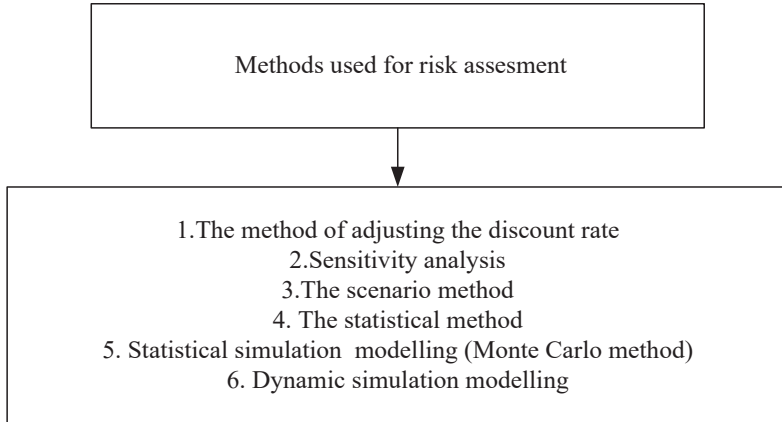 Methods used for risk assesment
1.The method of adjusting the discount rate
2.Sensitivity analysis
3.The scenario method
4. The statistical method
5. Statistical simulation  modelling (Monte Carlo method)
6. Dynamic simulation modelling